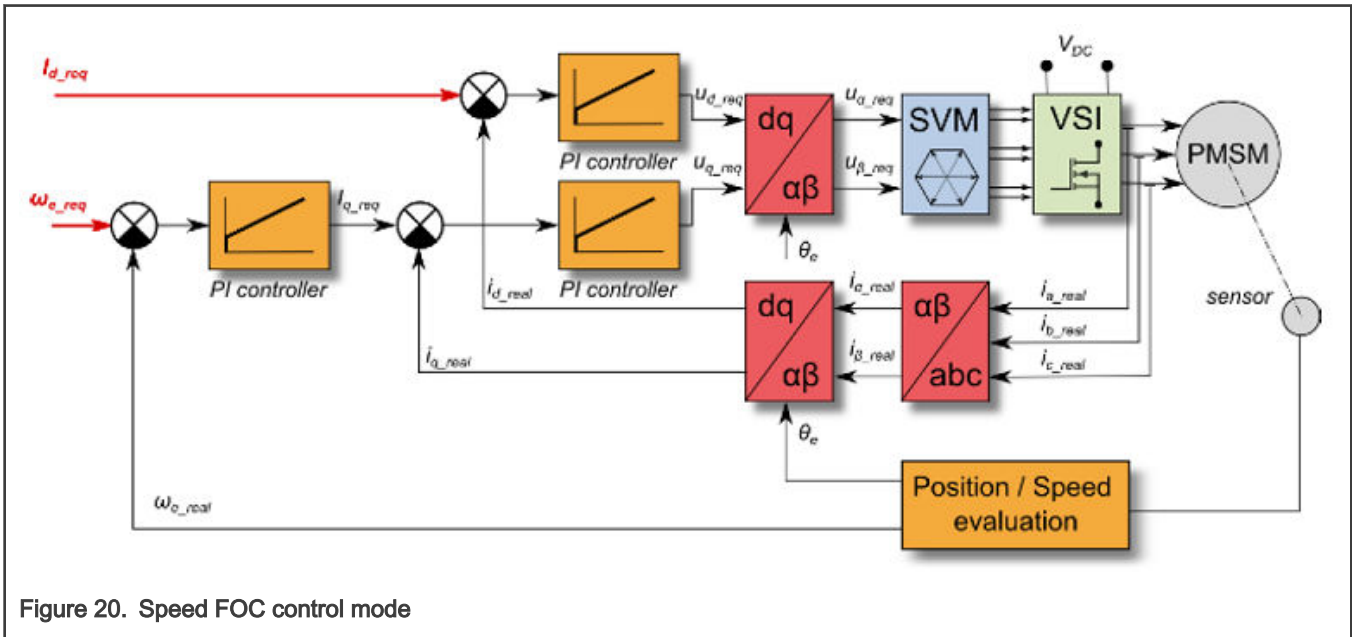 V_DC
I_d_req
u_d_req
u_α_req
dq
αβ
SVM
VSI
PMSM
PI controller
u_q_req
u_β_req
ω_e_req
I_q_req
θ_e
PI controller
PI controller
i_d_real
i_α_real
i_a_real
sensor
dq
αβ
αβ
abc
i_b_real
i_q_real
i_β_real
i_c_real
θ_e
ω_e_real
Position / Speed
evaluation
Figure 20. Speed FOC control mode